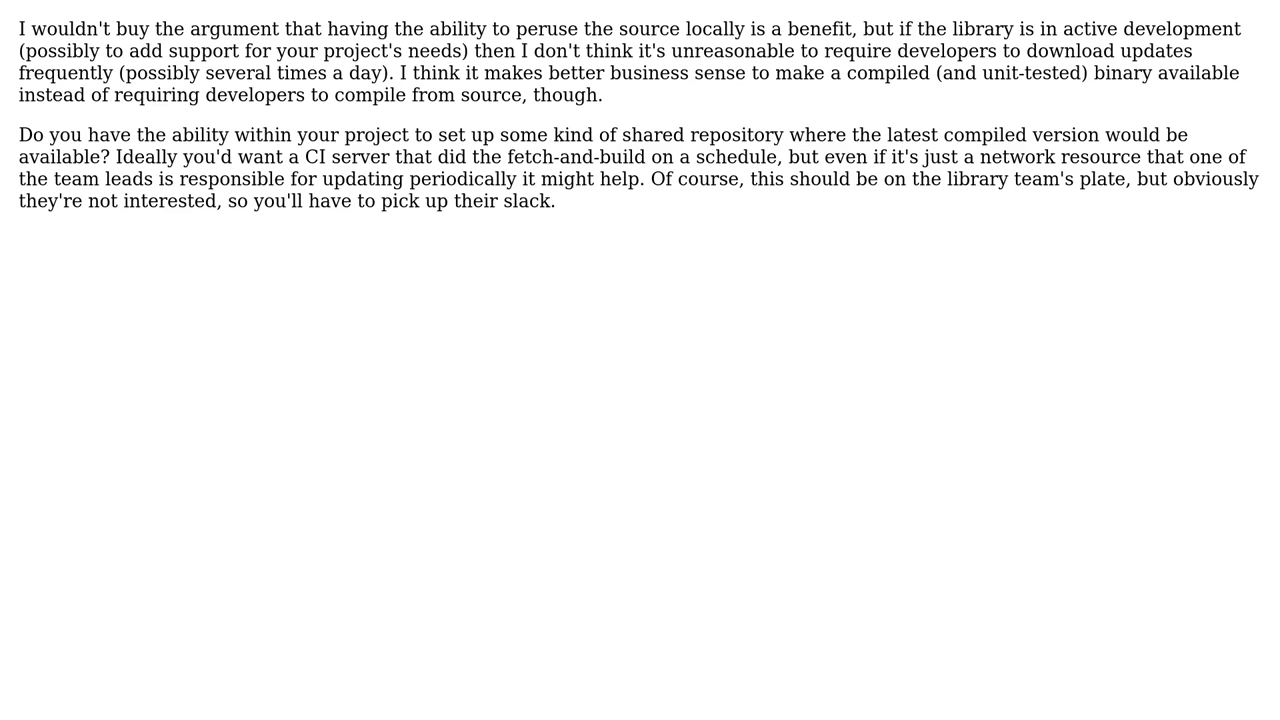 I wouldn't buy the argument that having the ability to peruse the source locally is a benefit, but if the library is in active development
(possibly to add support for your project's needs) then I don't think it's unreasonable to require developers to download updates
frequently (possibly several times a day). I think it makes better business sense to make a compiled (and unit-tested) binary available
instead of requiring developers to compile from source, though.
Do you have the ability within your project to set up some kind of shared repository where the latest compiled version would be
available? Ideally you'd want a CI server that did the fetch-and-build on a schedule, but even if it's just a network resource that one of
the team leads is responsible for updating periodically it might help. Of course, this should be on the library team's plate, but obviously
they're not interested, so you'll have to pick up their slack.